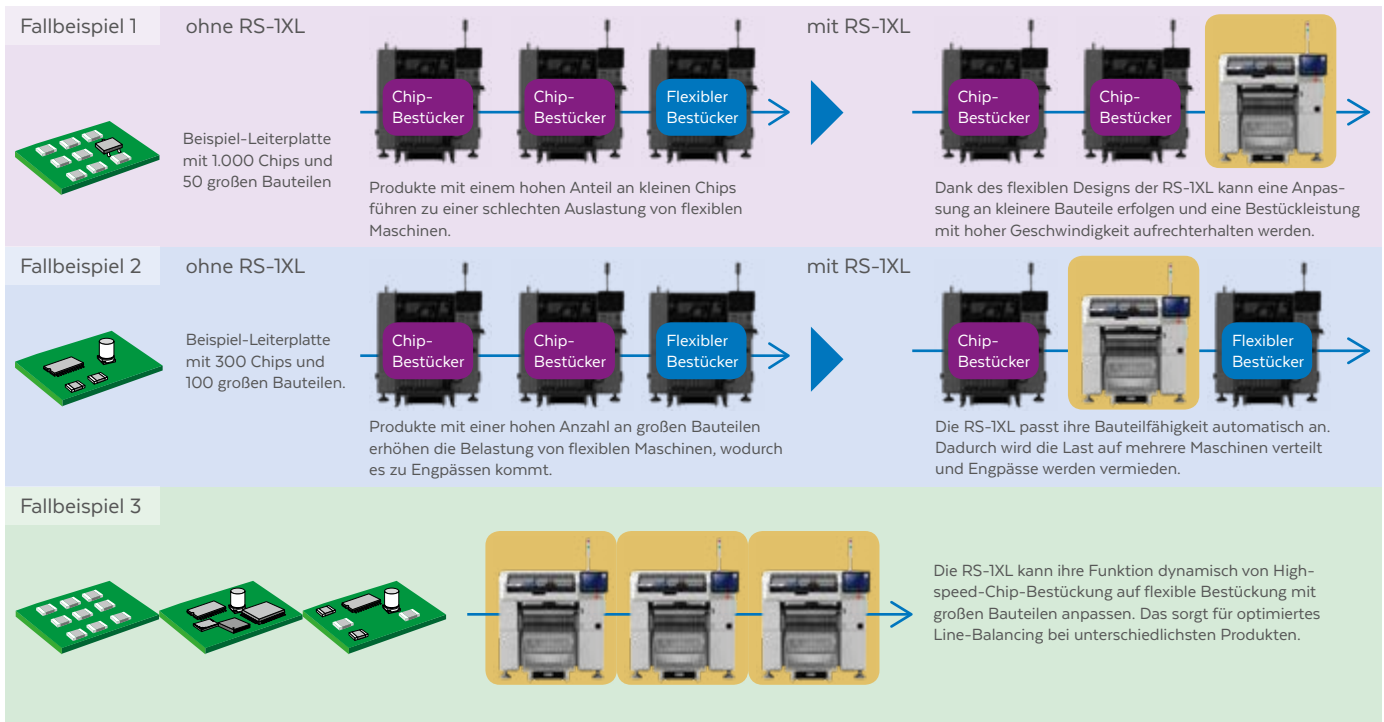 Fallbeispiel 1
ohne RS-1XL
mit RS-1XL
Beispiel-Leiterplatte
mit 1.000 Chips und
50 großen Bauteilen
Chip-
Bestücker
Chip-
Bestücker
Flexibler
Bestücker
Produkte mit einem hohen Anteil an kleinen Chips
führen zu einer schlechten Auslastung von flexiblen
Maschinen.
Chip-
Bestücker
Chip-
Bestücker
Dank des flexiblen Designs der RS-1XL kann eine Anpas-
sung an kleinere Bauteile erfolgen und eine Bestückleistung
mit hoher Geschwindigkeit aufrechterhalten werden.
Fallbeispiel 2
ohne RS-1XL
mit RS-1XL
Beispiel-Leiterplatte
mit 300 Chips und
100 großen Bauteilen.
Chip-
Bestücker
Chip-
Bestücker
Flexibler
Bestücker
Produkte mit einer hohen Anzahl an großen Bauteilen
erhöhen die Belastung von flexiblen Maschinen, wodurch
es zu Engpässen kommt.
Chip-
Bestücker
Flexibler
Bestücker
Die RS-1XL passt ihre Bauteilfähigkeit automatisch an.
Dadurch wird die Last auf mehrere Maschinen verteilt
und Engpässe werden vermieden.
Fallbeispiel 3
Die RS-1XL kann ihre Funktion dynamisch von High-
speed-Chip-Bestückung auf flexible Bestückung mit
großen Bauteilen anpassen. Das sorgt für optimiertes
Line-Balancing bei unterschiedlichsten Produkten.